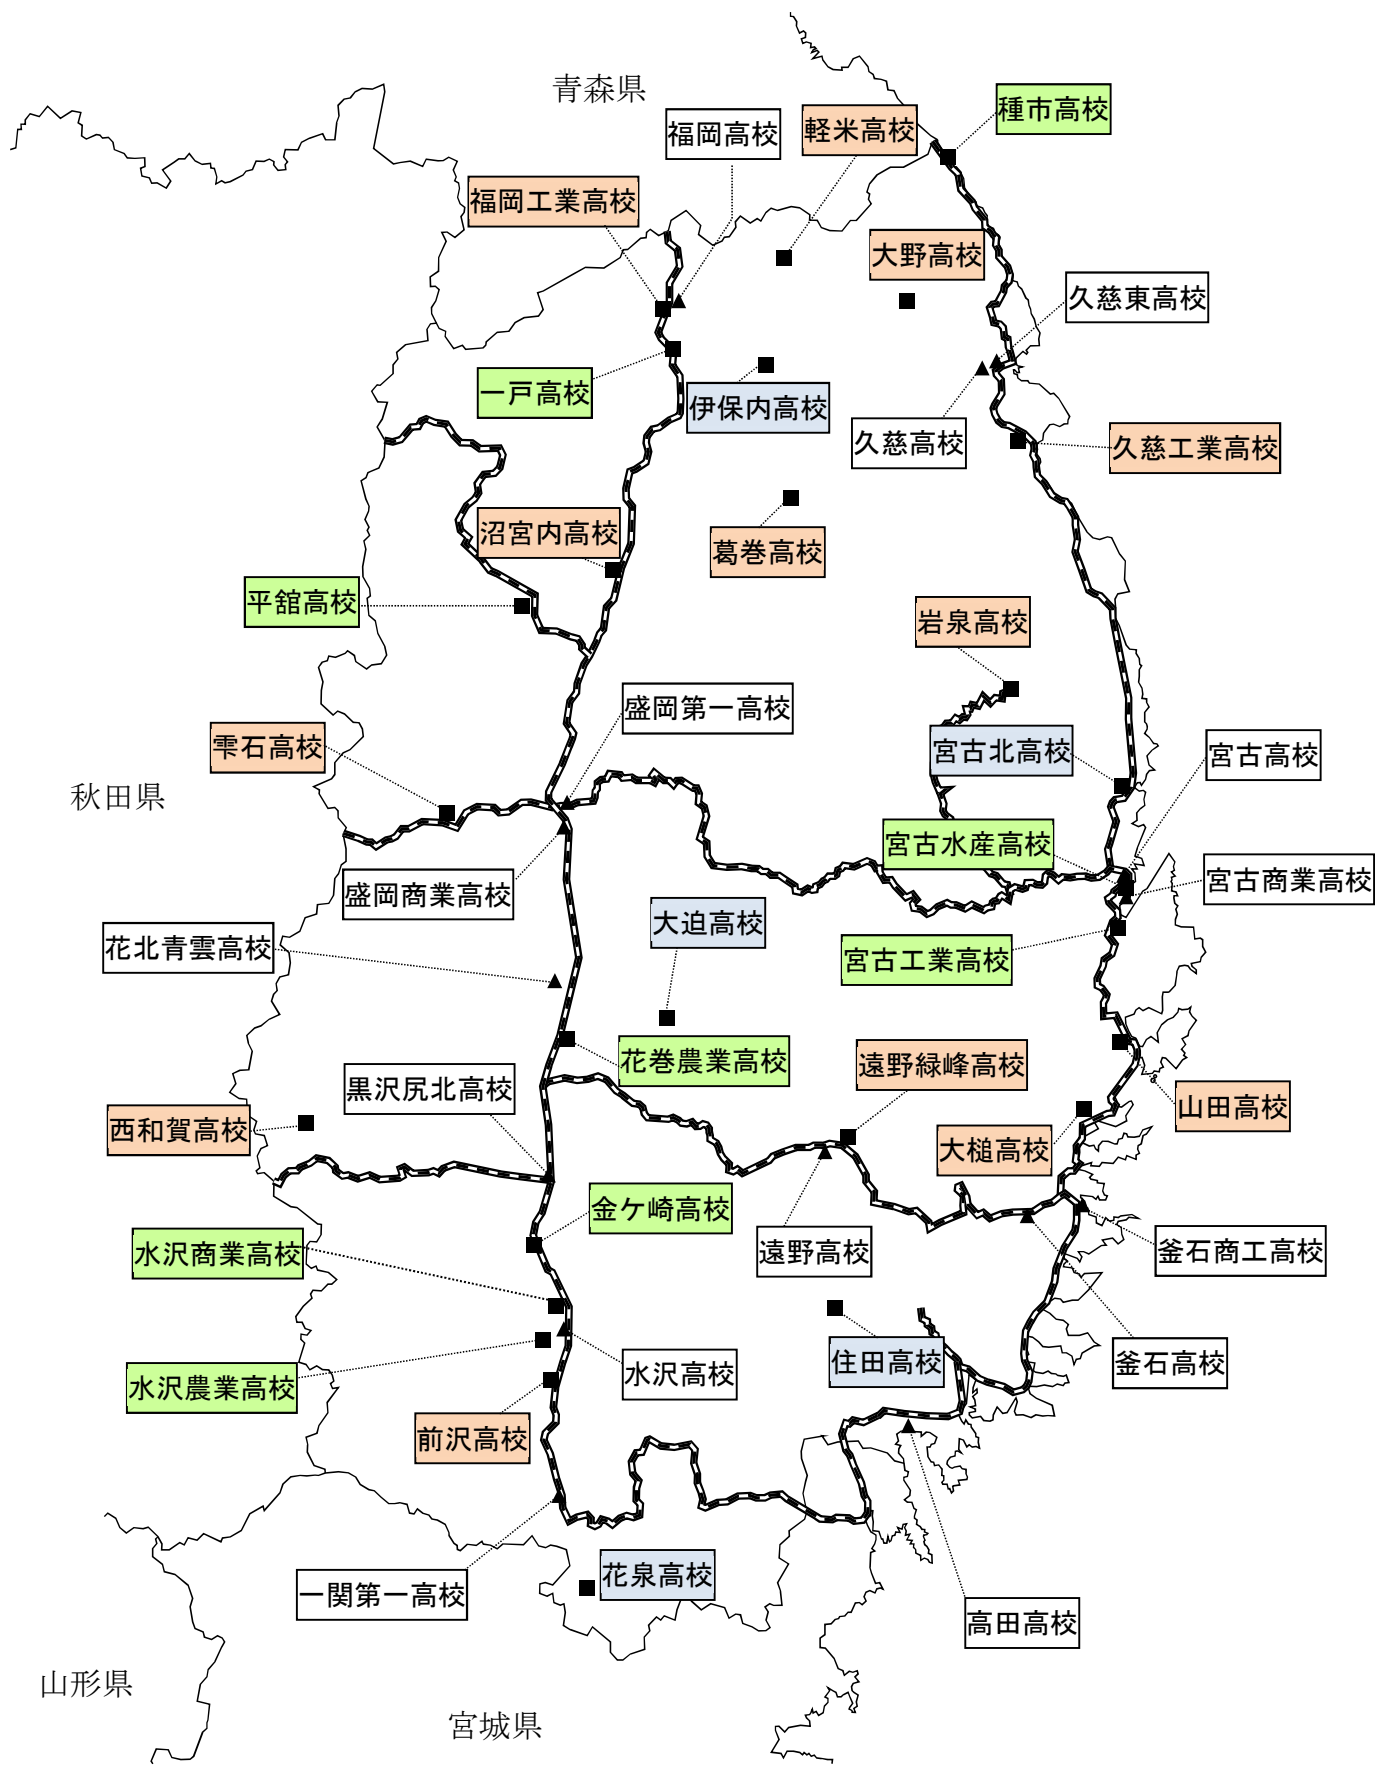 青森県
種市高校
福岡高校
軽米高校
福岡工業高校
大野高校
久慈東高校
一戸高校
伊保内高校
久慈高校
久慈工業高校
沼宮内高校
葛巻高校
平舘高校
岩泉高校
盛岡第一高校
雫石高校
宮古北高校
宮古高校
秋田県
宮古水産高校
盛岡商業高校
宮古商業高校
大迫高校
花北青雲高校
宮古工業高校
花巻農業高校
遠野緑峰高校
黒沢尻北高校
山田高校
西和賀高校
大槌高校
金ケ崎高校
水沢商業高校
遠野高校
釜石商工高校
住田高校
釜石高校
水沢高校
水沢農業高校
前沢高校
花泉高校
一関第一高校
高田高校
山形県
宮城県